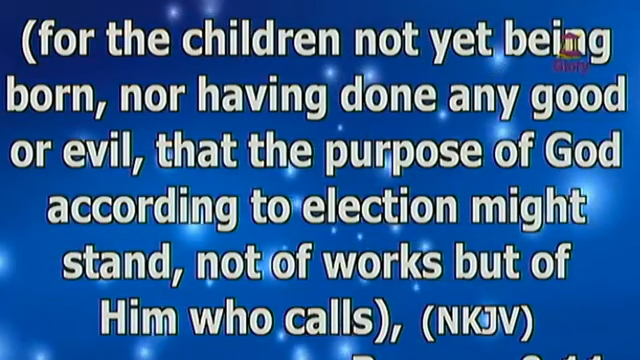 (for the children not yet being
Glory
born, nor having done any good
or evil, that the purpose of God
according to election might
stand, not of works but of
Him who calls), (NKJV)